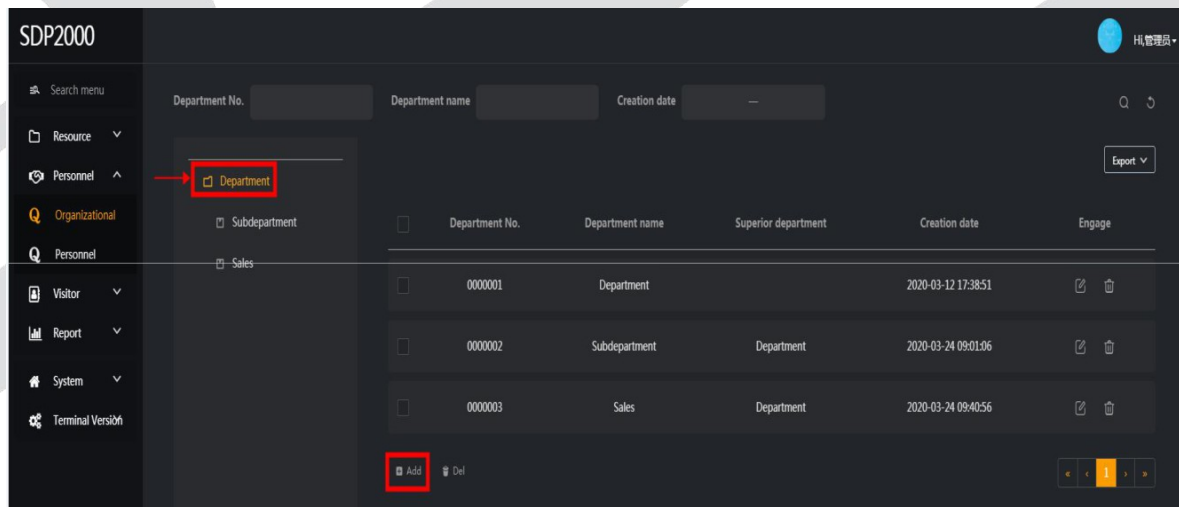 SDP2000
Hi,管理员
Search menu
Department No.
Department name
Creation date
—
Resource
Export
Personnel
Department
Organizational
Subdepartment
Department No.
Department name
Superior department
Creation date
Engage
Personnel
Sales
Visitor
0000001
Department
2020-03-12 17:38:51
Report
0000002
Subdepartment
Department
2020-03-24 09:01:06
System
0000003
Sales
Department
2020-03-24 09:40:56
Terminal Version
Add
Del
« ‹ 1 › »